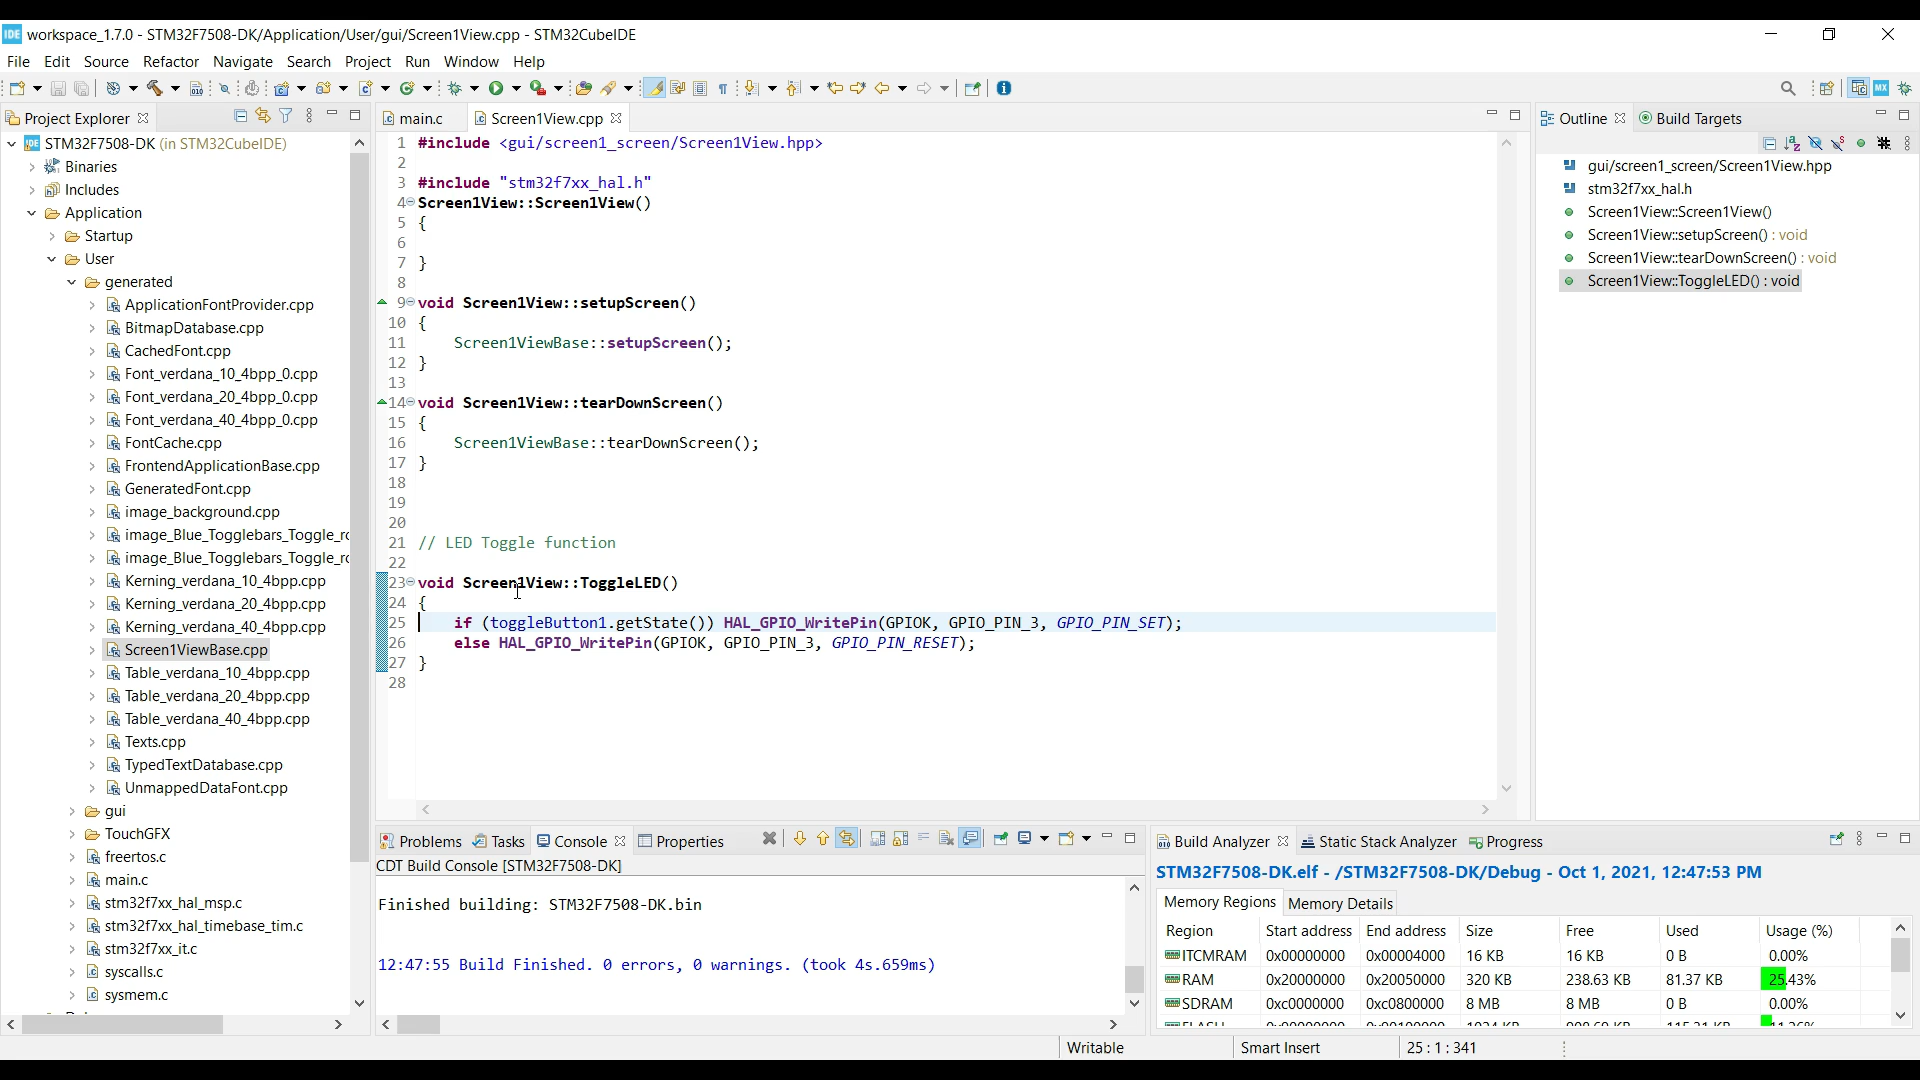 IDE workspace_1.7.0 - STM32F7508-DK/Application/User/gui/Screen1View.cpp - STM32CubeIDE
File Edit Source Refactor Navigate Search Project Run Window Help
Project Explorer
STM32F7508-DK (in STM32CubeIDE)
Binaries
Includes
Application
Startup
User
generated
ApplicationFontProvider.cpp
BitmapDatabase.cpp
CachedFont.cpp
Font_verdana_10_4bpp_0.cpp
Font_verdana_20_4bpp_0.cpp
Font_verdana_40_4bpp_0.cpp
FontCache.cpp
FrontendApplicationBase.cpp
GeneratedFont.cpp
image_background.cpp
image_Blue_Togglebars_Toggle_ro
image_Blue_Togglebars_Toggle_ro
Kerning_verdana_10_4bpp.cpp
Kerning_verdana_20_4bpp.cpp
Kerning_verdana_40_4bpp.cpp
Screen1ViewBase.cpp
Table_verdana_10_4bpp.cpp
Table_verdana_20_4bpp.cpp
Table_verdana_40_4bpp.cpp
Texts.cpp
TypedTextDatabase.cpp
UnmappedDataFont.cpp
gui
TouchGFX
freertos.c
main.c
stm32f7xx_hal_msp.c
stm32f7xx_hal_timebase_tim.c
stm32f7xx_it.c
syscalls.c
sysmem.c
main.c Screen1View.cpp
1 #include <gui/screen1_screen/Screen1View.hpp>
2
3 #include "stm32f7xx_hal.h"
4 Screen1View::Screen1View()
5 {
6
7 }
8
9 void Screen1View::setupScreen()
10 {
11 Screen1ViewBase::setupScreen();
12 }
13
14 void Screen1View::tearDownScreen()
15 {
16 Screen1ViewBase::tearDownScreen();
17 }
18
19
20
21 // LED Toggle function
22
23 void Screen1View::ToggleLED()
24 {
25 if (toggleButton1.getState()) HAL_GPIO_WritePin(GPIOK, GPIO_PIN_3, GPIO_PIN_SET);
26 else HAL_GPIO_WritePin(GPIOK, GPIO_PIN_3, GPIO_PIN_RESET);
27 }
28
Outline Build Targets
gui/screen1_screen/Screen1View.hpp
stm32f7xx_hal.h
Screen1View::Screen1View()
Screen1View::setupScreen() : void
Screen1View::tearDownScreen() : void
Screen1View::ToggleLED() : void
Problems Tasks Console Properties
CDT Build Console [STM32F7508-DK]
Finished building: STM32F7508-DK.bin
12:47:55 Build Finished. 0 errors, 0 warnings. (took 4s.659ms)
Build Analyzer Static Stack Analyzer Progress
STM32F7508-DK.elf - /STM32F7508-DK/Debug - Oct 1, 2021, 12:47:53 PM
Memory Regions Memory Details
Region Start address End address Size Free Used Usage (%)
ITCMRAM 0x00000000 0x00004000 16 KB 16 KB 0 B 0.00%
RAM 0x20000000 0x20050000 320 KB 238.63 KB 81.37 KB 25.43%
SDRAM 0xc0000000 0xc0800000 8 MB 8 MB 0 B 0.00%
Writable Smart Insert 25 : 1 : 341